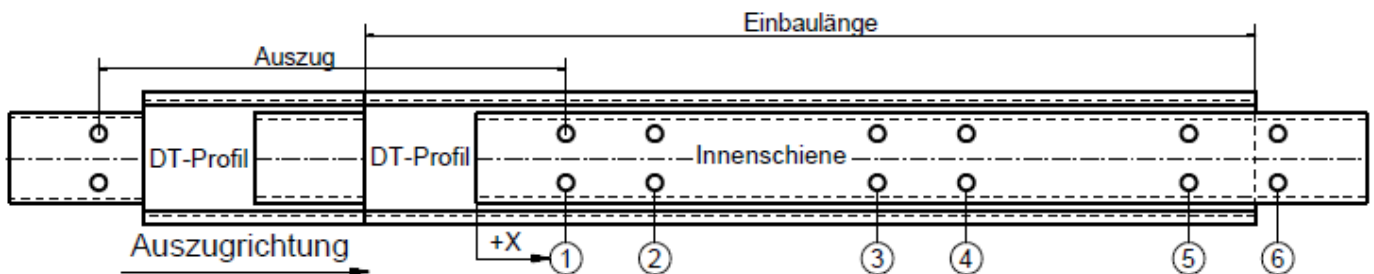 Einbaulänge
Auszug
DT-Profil
DT-Profil
Innenschiene
Auszugrichtung
+X
1
2
3
4
5
6